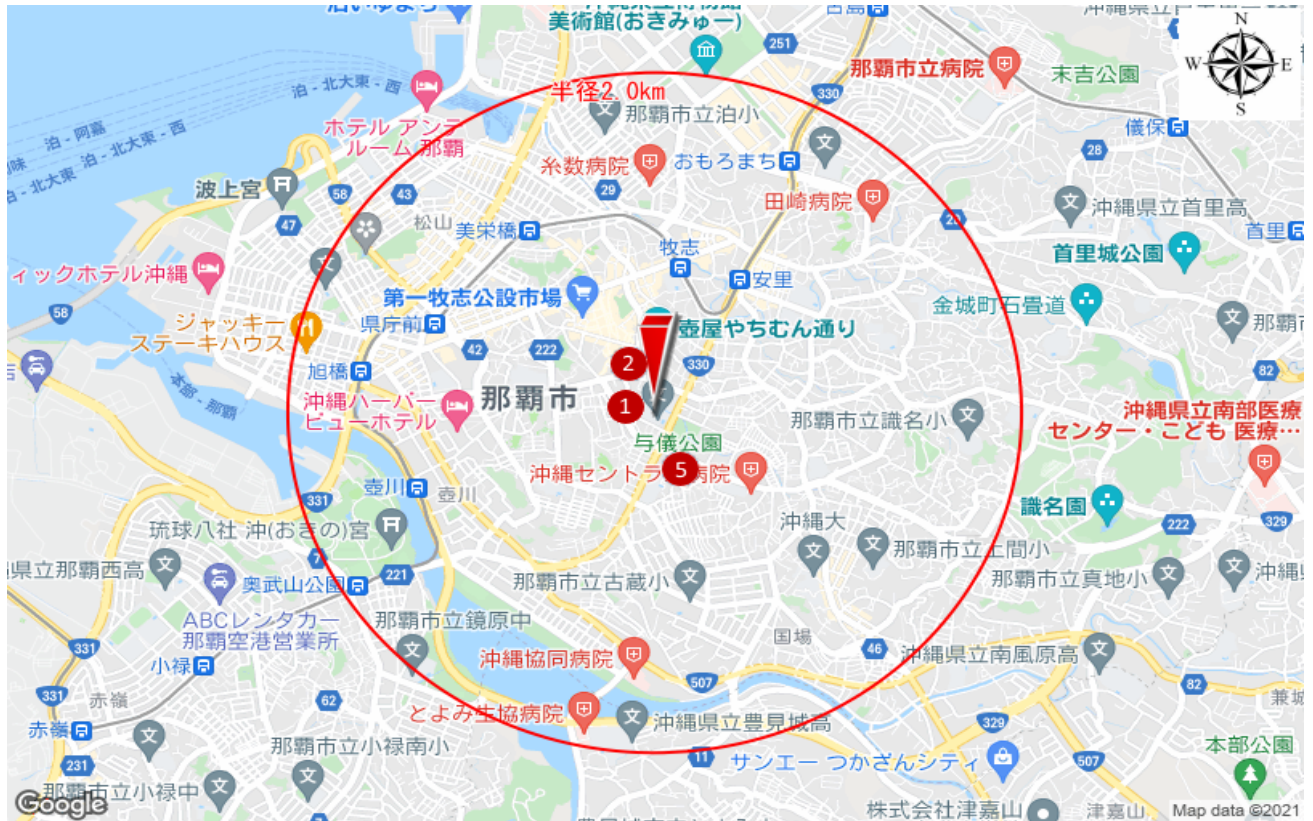 美術館(おきみゅー)
251
N
W
E
S
那覇市立病院
末吉公園
半径2.0km
330
泊 - 北大東 - 西
那覇市立泊小
儀保
ホテル アンテ
ルーム 那覇
28
泊 - 阿嘉
泊 - 北大東 - 西
糸数病院
おもろまち
波上宮
58
43
29
田崎病院
沖縄県立首里高
47
松山
美栄橋
29
首里
牧志
首里城公園
ィックホテル沖縄
第一牧志公設市場
安里
金城町石畳道
58
ジャッキー
ステーキハウス
県庁前
壺屋やちむん通り
那覇市
42
222
2
330
旭橋
82
本部 - 那覇
沖縄ハーバー
ビューホテル
那覇市
1
那覇市立識名小
沖縄県立南部医療
センター・こども 医療…
与儀公園
沖縄セントラ
5
病院
331
壺川
壺川
識名園
222
329
琉球八社 沖(おきの)宮
沖縄大
7
那覇市立上間小
県立那覇西高
奥武山公園
221
那覇市立古蔵小
那覇市立真地小
沖縄
ABCレンタカー
那覇空港営業所
那覇市立鏡原中
331
小禄
国場
46
沖縄県立南風原高
沖縄協同病院
331
赤嶺
62
507
82
兼城
とよみ生協病院
沖縄県立豊見城高
329
赤嶺
那覇市立小禄南小
11
サンエー つかざんシティ
507
本部公園
231
那覇市立小禄中
Google
株式会社津嘉山
津嘉山
Map data ©2021